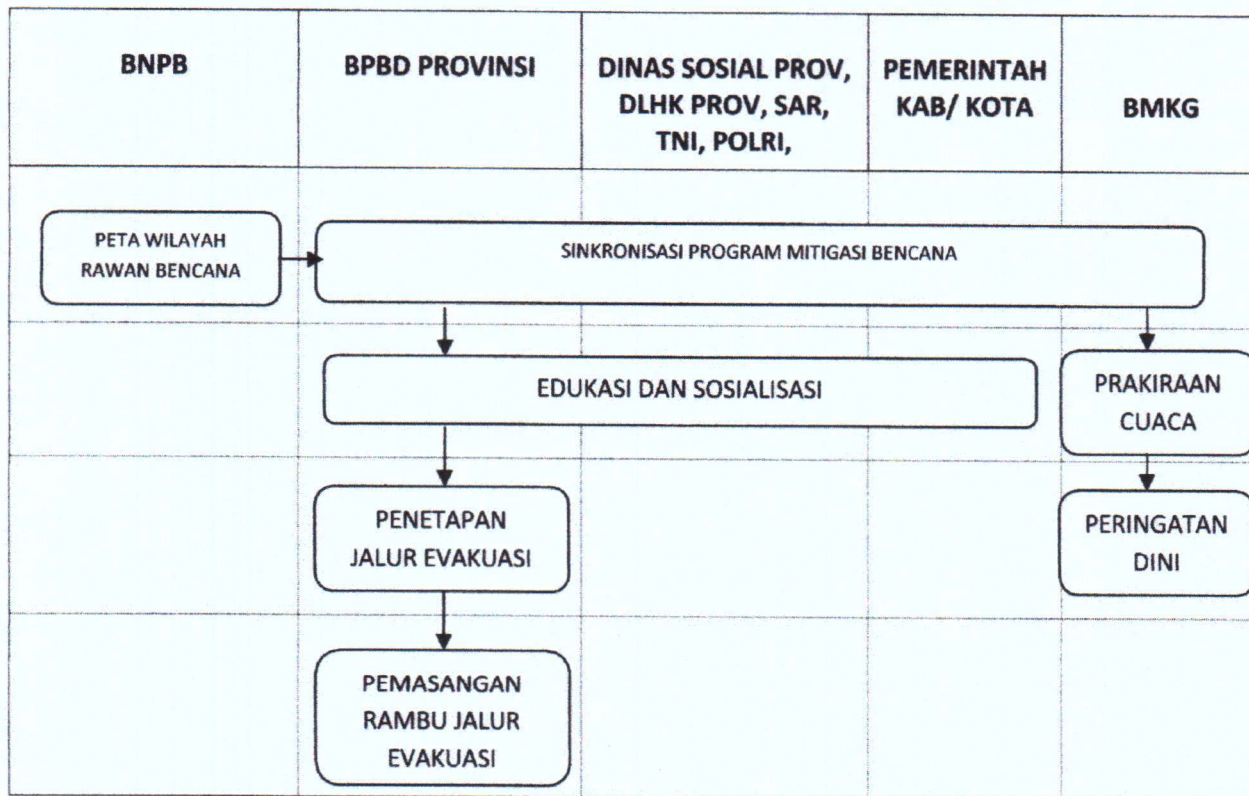 BNPB
BPBD PROVINSI
DINAS SOSIAL PROV,
DLHK PROV, SAR,
TNI, POLRI,
PEMERINTAH
KAB/ KOTA
BMKG
PETA WILAYAH
RAWAN BENCANA
SINKRONISASI PROGRAM MITIGASI BENCANA
EDUKASI DAN SOSIALISASI
PRAKIRAAN
CUACA
PENETAPAN
JALUR EVAKUASI
PERINGATAN
DINI
PEMASANGAN
RAMBU JALUR
EVAKUASI